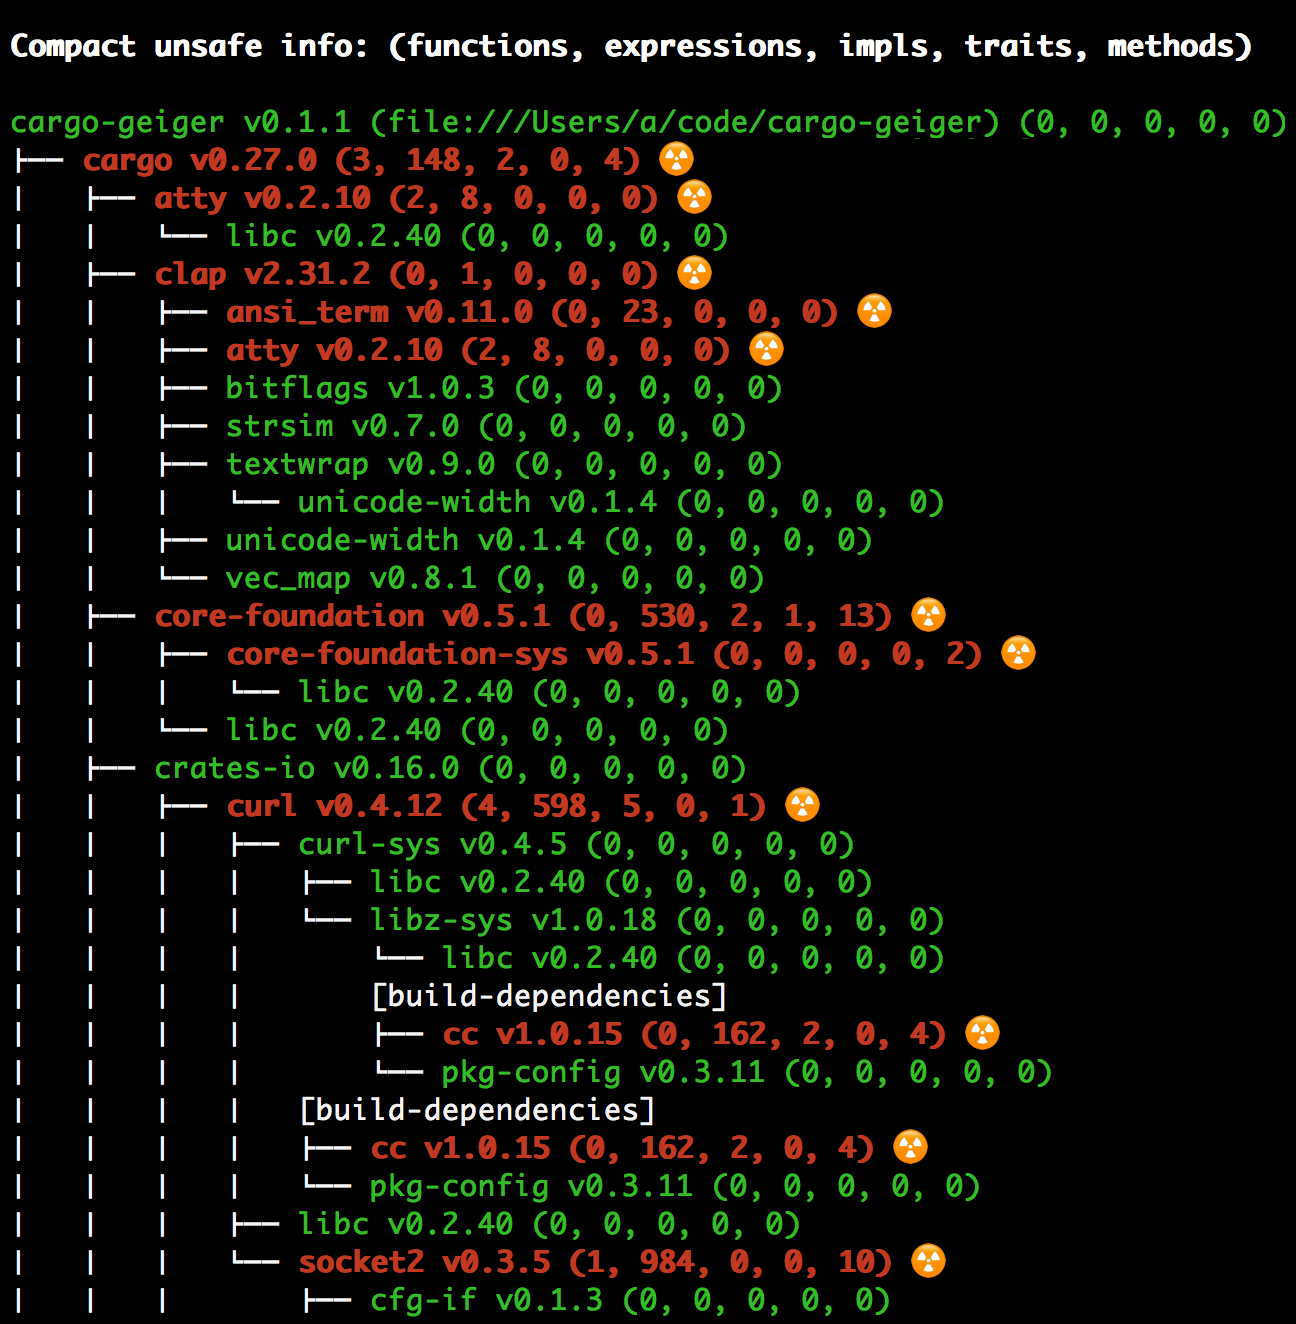 Compact unsafe info: (functions, expressions, impls, traits, methods)
cargo-geiger v0.1.1 (file:///Users/a/code/cargo-geiger) (0, 0, 0, 0, 0)
├── cargo v0.27.0 (3, 148, 2, 0, 4) ☢
|   ├── atty v0.2.10 (2, 8, 0, 0, 0) ☢
|   |   └── libc v0.2.40 (0, 0, 0, 0, 0)
|   ├── clap v2.31.2 (0, 1, 0, 0, 0) ☢
|   |   ├── ansi_term v0.11.0 (0, 23, 0, 0, 0) ☢
|   |   ├── atty v0.2.10 (2, 8, 0, 0, 0) ☢
|   |   ├── bitflags v1.0.3 (0, 0, 0, 0, 0)
|   |   ├── strsim v0.7.0 (0, 0, 0, 0, 0)
|   |   ├── textwrap v0.9.0 (0, 0, 0, 0, 0)
|   |   |   └── unicode-width v0.1.4 (0, 0, 0, 0, 0)
|   |   ├── unicode-width v0.1.4 (0, 0, 0, 0, 0)
|   |   └── vec_map v0.8.1 (0, 0, 0, 0, 0)
|   ├── core-foundation v0.5.1 (0, 530, 2, 1, 13) ☢
|   |   ├── core-foundation-sys v0.5.1 (0, 0, 0, 0, 2) ☢
|   |   |   └── libc v0.2.40 (0, 0, 0, 0, 0)
|   |   └── libc v0.2.40 (0, 0, 0, 0, 0)
|   ├── crates-io v0.16.0 (0, 0, 0, 0, 0)
|   |   ├── curl v0.4.12 (4, 598, 5, 0, 1) ☢
|   |   |   ├── curl-sys v0.4.5 (0, 0, 0, 0, 0)
|   |   |   |   ├── libc v0.2.40 (0, 0, 0, 0, 0)
|   |   |   |   └── libz-sys v1.0.18 (0, 0, 0, 0, 0)
|   |   |   |       └── libc v0.2.40 (0, 0, 0, 0, 0)
|   |   |   |       [build-dependencies]
|   |   |   |       ├── cc v1.0.15 (0, 162, 2, 0, 4) ☢
|   |   |   |       └── pkg-config v0.3.11 (0, 0, 0, 0, 0)
|   |   |   |   [build-dependencies]
|   |   |   |   ├── cc v1.0.15 (0, 162, 2, 0, 4) ☢
|   |   |   |   └── pkg-config v0.3.11 (0, 0, 0, 0, 0)
|   |   |   ├── libc v0.2.40 (0, 0, 0, 0, 0)
|   |   |   └── socket2 v0.3.5 (1, 984, 0, 0, 10) ☢
|   |   |       ├── cfg-if v0.1.3 (0, 0, 0, 0, 0)